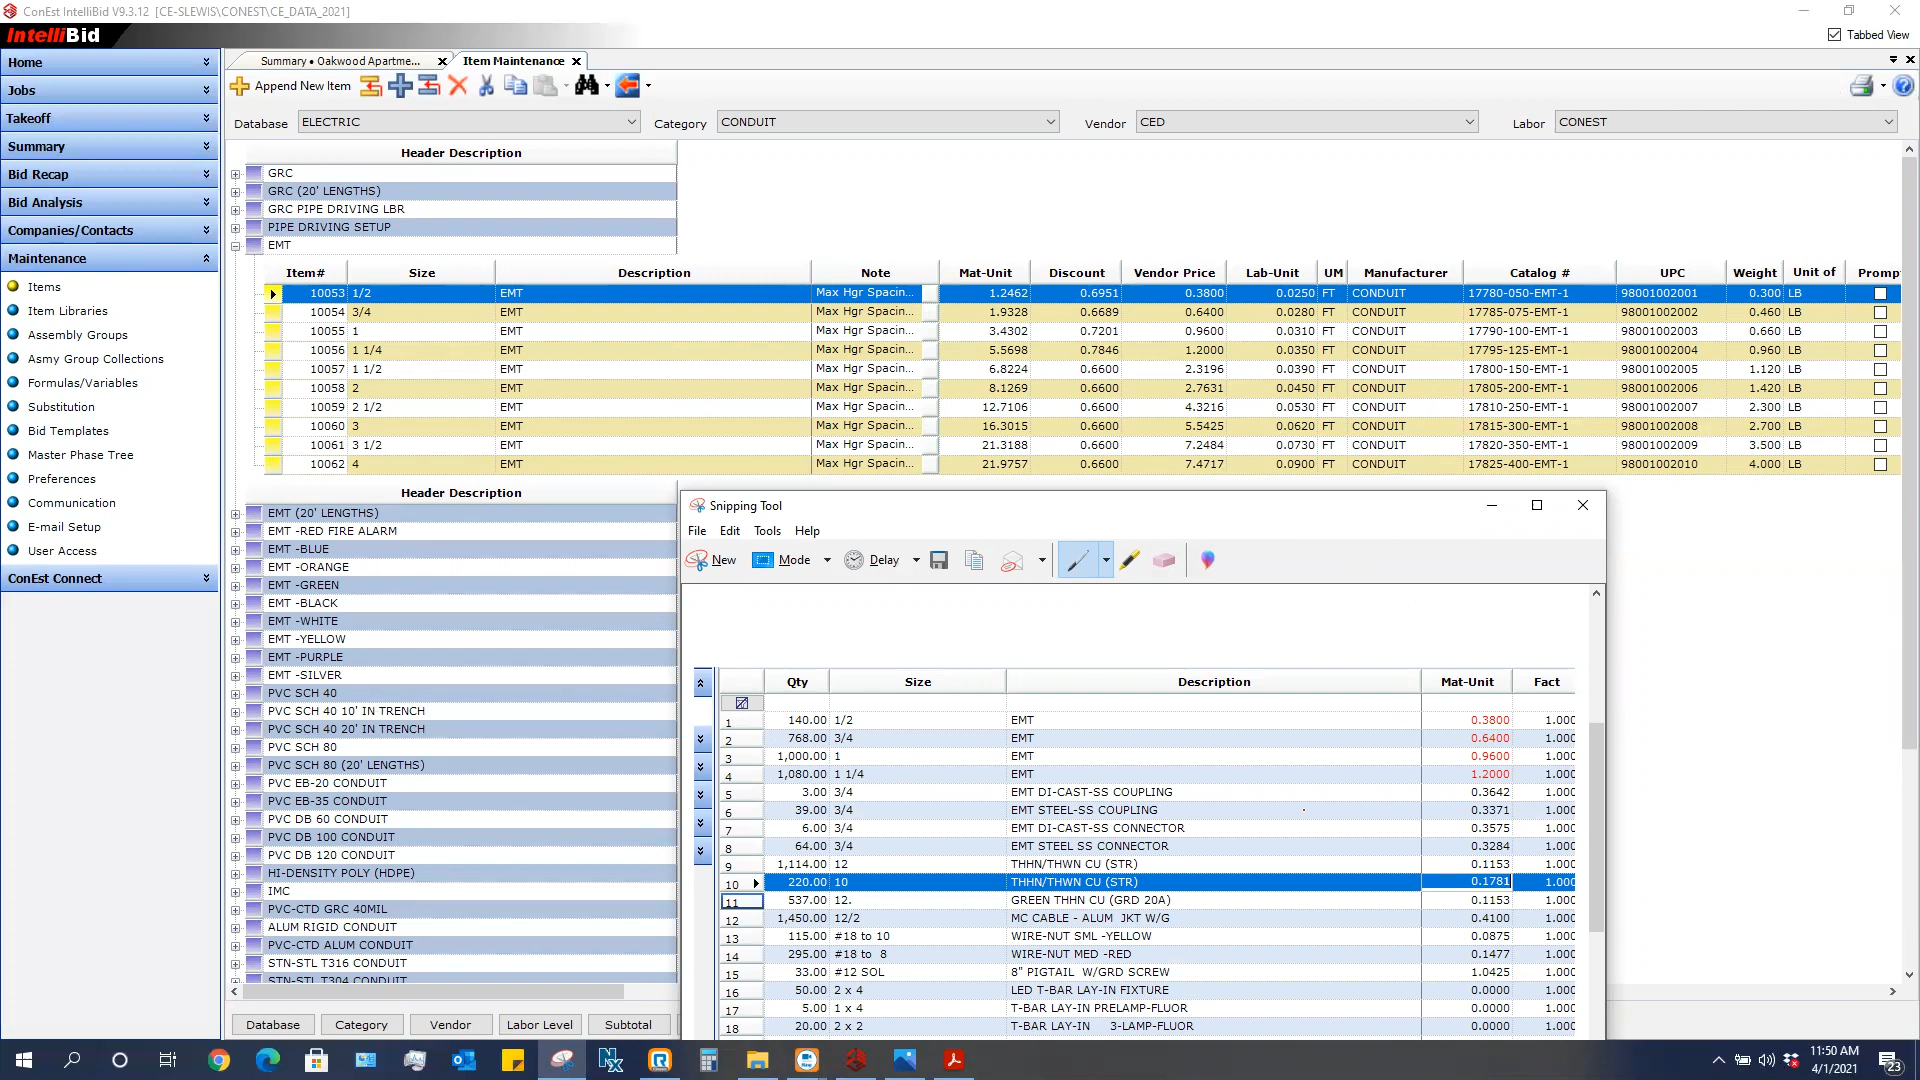 ConEst IntelliBid V9.3.12 [CE-SLEWIS\CONEST\CE_DATA_2021]
IntelliBid
Tabbed View
Home
Jobs
Takeoff
Summary
Bid Recap
Bid Analysis
Companies/Contacts
Maintenance
Items
Item Libraries
Assembly Groups
Asmy Group Collections
Formulas/Variables
Substitution
Bid Templates
Master Phase Tree
Preferences
Communication
E-mail Setup
User Access
ConEst Connect
Summary • Oakwood Apartme... Item Maintenance
Append New Item
Database ELECTRIC Category CONDUIT Vendor CED Labor CONEST
Header Description
GRC
GRC (20' LENGTHS)
GRC PIPE DRIVING LBR
PIPE DRIVING SETUP
EMT
Item# Size Description Note Mat-Unit Discount Vendor Price Lab-Unit UM Manufacturer Catalog # UPC Weight Unit of Promp
10053 1/2 EMT Max Hgr Spacin... 1.2462 0.6951 0.3800 0.0250 FT CONDUIT 17780-050-EMT-1 98001002001 0.300 LB
10054 3/4 EMT Max Hgr Spacin... 1.9328 0.6689 0.6400 0.0280 FT CONDUIT 17785-075-EMT-1 98001002002 0.460 LB
10055 1 EMT Max Hgr Spacin... 3.4302 0.7201 0.9600 0.0310 FT CONDUIT 17790-100-EMT-1 98001002003 0.660 LB
10056 1 1/4 EMT Max Hgr Spacin... 5.5698 0.7846 1.2000 0.0350 FT CONDUIT 17795-125-EMT-1 98001002004 0.960 LB
10057 1 1/2 EMT Max Hgr Spacin... 6.8224 0.6600 2.3196 0.0390 FT CONDUIT 17800-150-EMT-1 98001002005 1.120 LB
10058 2 EMT Max Hgr Spacin... 8.1269 0.6600 2.7631 0.0450 FT CONDUIT 17805-200-EMT-1 98001002006 1.420 LB
10059 2 1/2 EMT Max Hgr Spacin... 12.7106 0.6600 4.3216 0.0530 FT CONDUIT 17810-250-EMT-1 98001002007 2.300 LB
10060 3 EMT Max Hgr Spacin... 16.3015 0.6600 5.5425 0.0620 FT CONDUIT 17815-300-EMT-1 98001002008 2.700 LB
10061 3 1/2 EMT Max Hgr Spacin... 21.3188 0.6600 7.2484 0.0730 FT CONDUIT 17820-350-EMT-1 98001002009 3.500 LB
10062 4 EMT Max Hgr Spacin... 21.9757 0.6600 7.4717 0.0900 FT CONDUIT 17825-400-EMT-1 98001002010 4.000 LB
Header Description
EMT (20' LENGTHS)
EMT -RED FIRE ALARM
EMT -BLUE
EMT -ORANGE
EMT -GREEN
EMT -BLACK
EMT -WHITE
EMT -YELLOW
EMT -PURPLE
EMT -SILVER
PVC SCH 40
PVC SCH 40 10' IN TRENCH
PVC SCH 40 20' IN TRENCH
PVC SCH 80
PVC SCH 80 (20' LENGTHS)
PVC EB-20 CONDUIT
PVC EB-35 CONDUIT
PVC DB 60 CONDUIT
PVC DB 100 CONDUIT
PVC DB 120 CONDUIT
HI-DENSITY POLY (HDPE)
IMC
PVC-CTD GRC 40MIL
ALUM RIGID CONDUIT
PVC-CTD ALUM CONDUIT
STN-STL T316 CONDUIT
STN-STL T304 CONDUIT
Database Category Vendor Labor Level Subtotal
Snipping Tool
File Edit Tools Help
New Mode Delay
Qty Size Description Mat-Unit Fact
1 140.00 1/2 EMT 0.3800 1.000
2 768.00 3/4 EMT 0.6400 1.000
3 1,000.00 1 EMT 0.9600 1.000
4 1,080.00 1 1/4 EMT 1.2000 1.000
5 3.00 3/4 EMT DI-CAST-SS COUPLING 0.3642 1.000
6 39.00 3/4 EMT STEEL-SS COUPLING 0.3371 1.000
7 6.00 3/4 EMT DI-CAST-SS CONNECTOR 0.3575 1.000
8 64.00 3/4 EMT STEEL SS CONNECTOR 0.3284 1.000
9 1,114.00 12 THHN/THWN CU (STR) 0.1153 1.000
10 220.00 10 THHN/THWN CU (STR) 0.1781 1.000
11 537.00 12. GREEN THHN CU (GRD 20A) 0.1153 1.000
12 1,450.00 12/2 MC CABLE - ALUM JKT W/G 0.4100 1.000
13 115.00 #18 to 10 WIRE-NUT SML -YELLOW 0.0875 1.000
14 295.00 #18 to 8 WIRE-NUT MED -RED 0.1477 1.000
15 33.00 #12 SOL 8" PIGTAIL W/GRD SCREW 1.0425 1.000
16 50.00 2 x 4 LED T-BAR LAY-IN FIXTURE 0.0000 1.000
17 5.00 1 x 4 T-BAR LAY-IN PRELAMP-FLUOR 0.0000 1.000
18 20.00 2 x 2 T-BAR LAY-IN 3-LAMP-FLUOR 0.0000 1.000
11:50 AM
4/1/2021
23